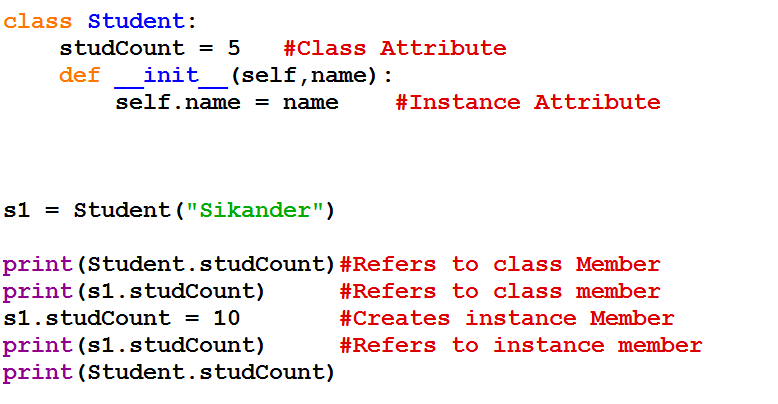 class Student:
    studCount = 5   #Class Attribute
    def __init__(self,name):
        self.name = name    #Instance Attribute
s1 = Student("Sikander")
print(Student.studCount)#Refers to class Member
print(s1.studCount)     #Refers to class member
s1.studCount = 10       #Creates instance Member
print(s1.studCount)     #Refers to instance member
print(Student.studCount)